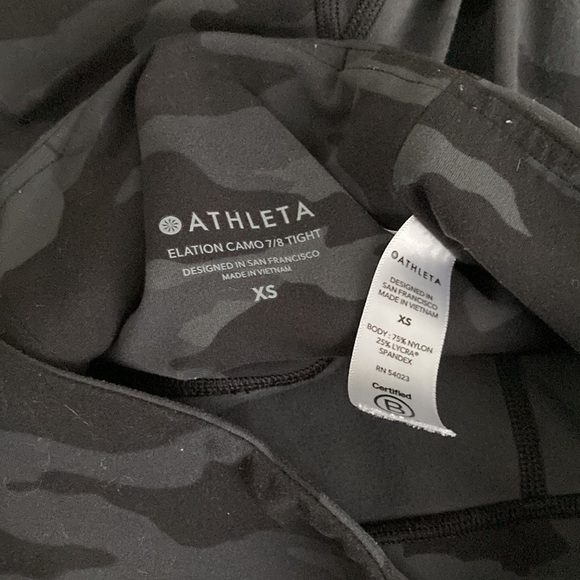 ATHLETA
ELATION CAMO 7/8 TIGHT
DESIGNED IN SAN FRANCISCO
MADE IN VIETNAM
XS
ATHLETA
DESIGNED IN
SAN FRANCISCO
MADE IN VIETNAM
XS
BODY: 75% NYLON
25% LYCRA®
SPANDEX
RN 54023
Certified
B